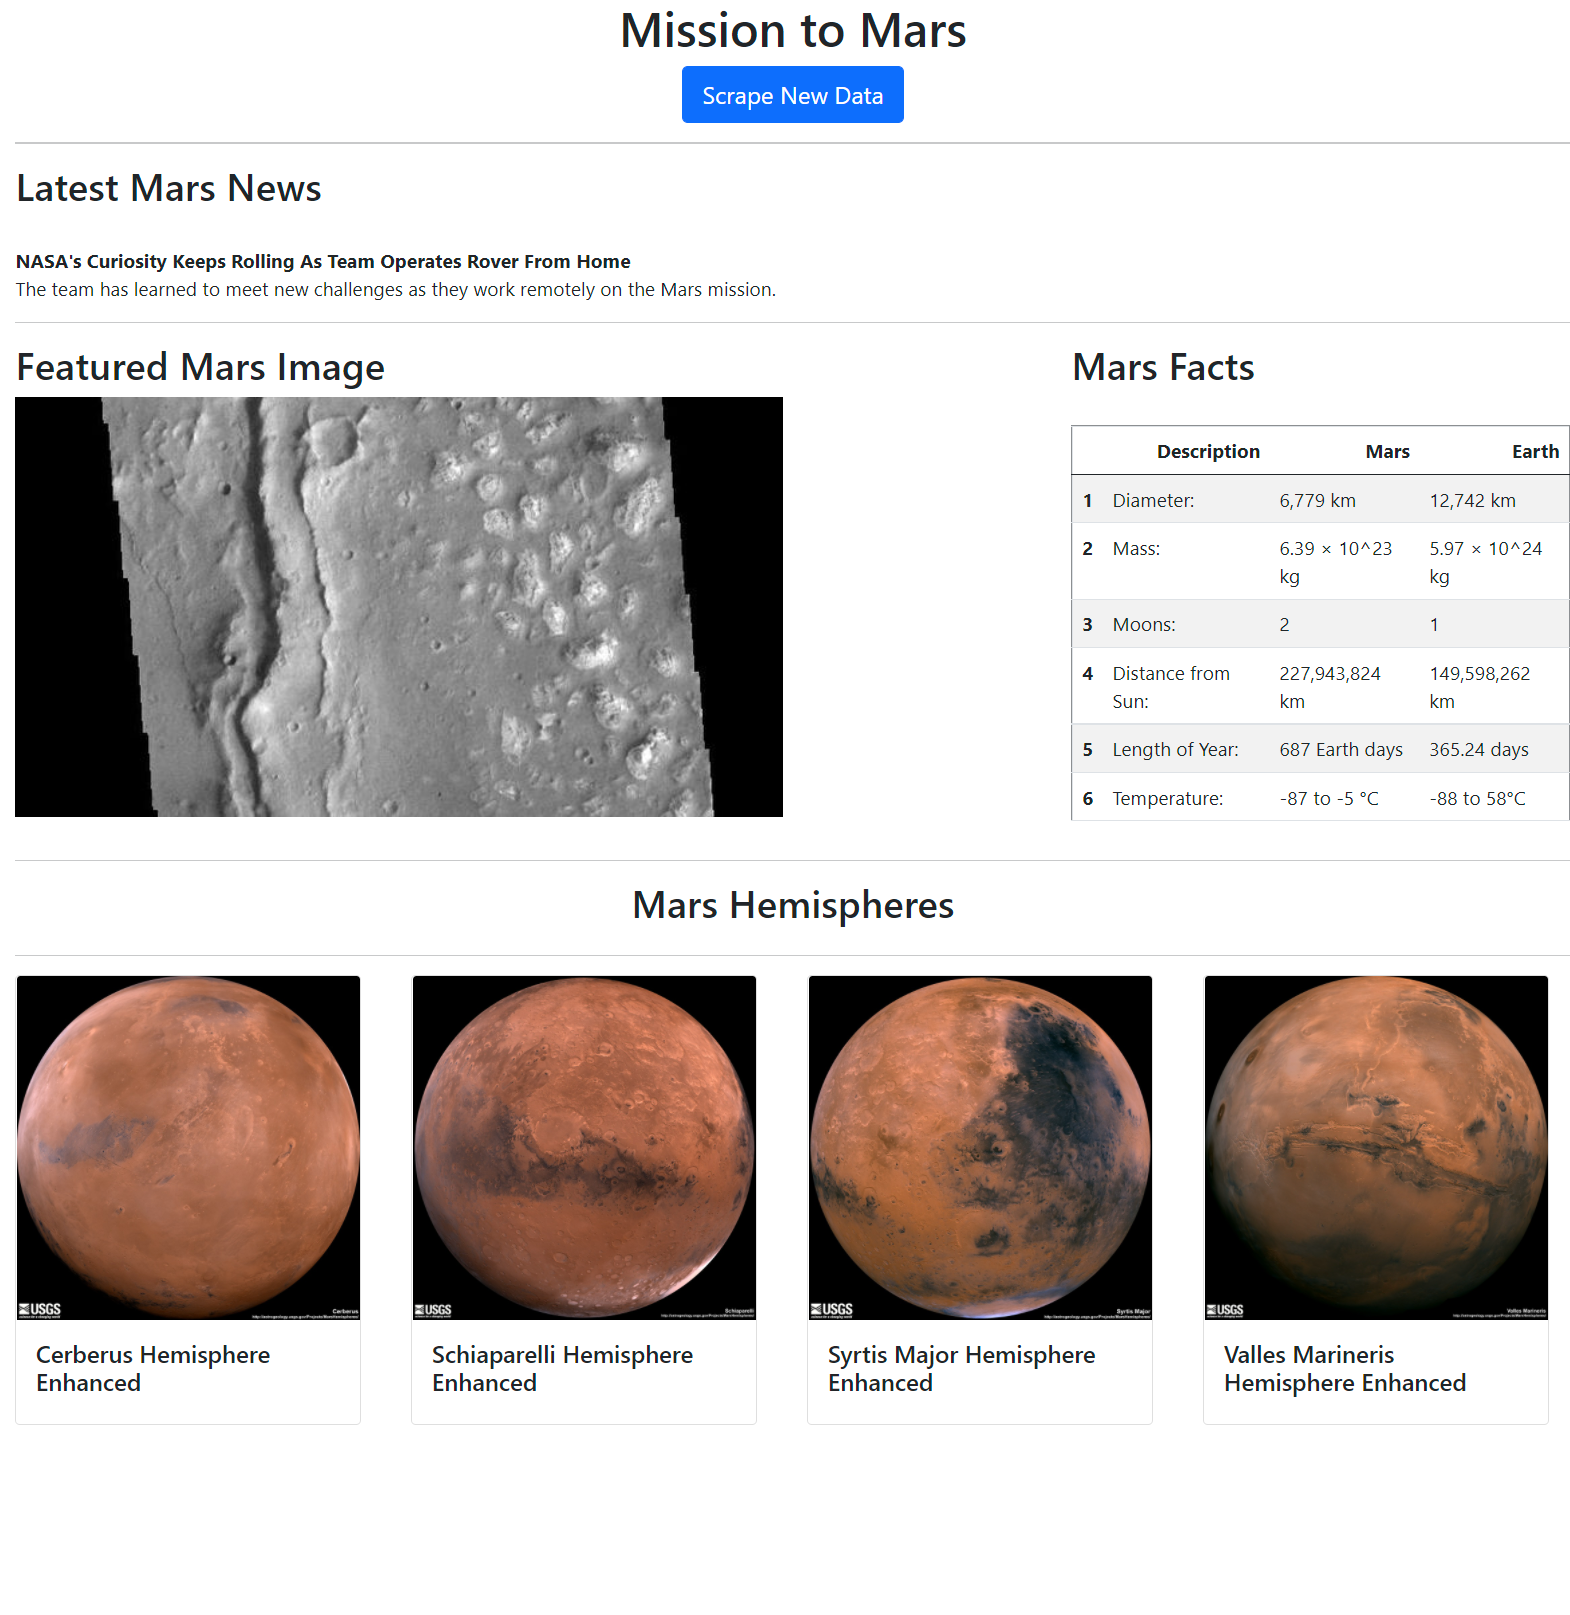 Mission to Mars
Scrape New Data
Latest Mars News
NASA's Curiosity Keeps Rolling As Team Operates Rover From Home
The team has learned to meet new challenges as they work remotely on the Mars mission.
Featured Mars Image
Mars Facts
Description Mars Earth
1 Diameter: 6,779 km 12,742 km
2 Mass: 6.39 × 10^23 kg 5.97 × 10^24 kg
3 Moons: 2 1
4 Distance from Sun: 227,943,824 km 149,598,262 km
5 Length of Year: 687 Earth days 365.24 days
6 Temperature: -87 to -5 °C -88 to 58°C
Mars Hemispheres
USGS
Cerberus
USGS
Schiaparelli
USGS
Syrtis Major
USGS
Valles Marineris
Cerberus Hemisphere
Enhanced
Schiaparelli Hemisphere
Enhanced
Syrtis Major Hemisphere
Enhanced
Valles Marineris
Hemisphere Enhanced